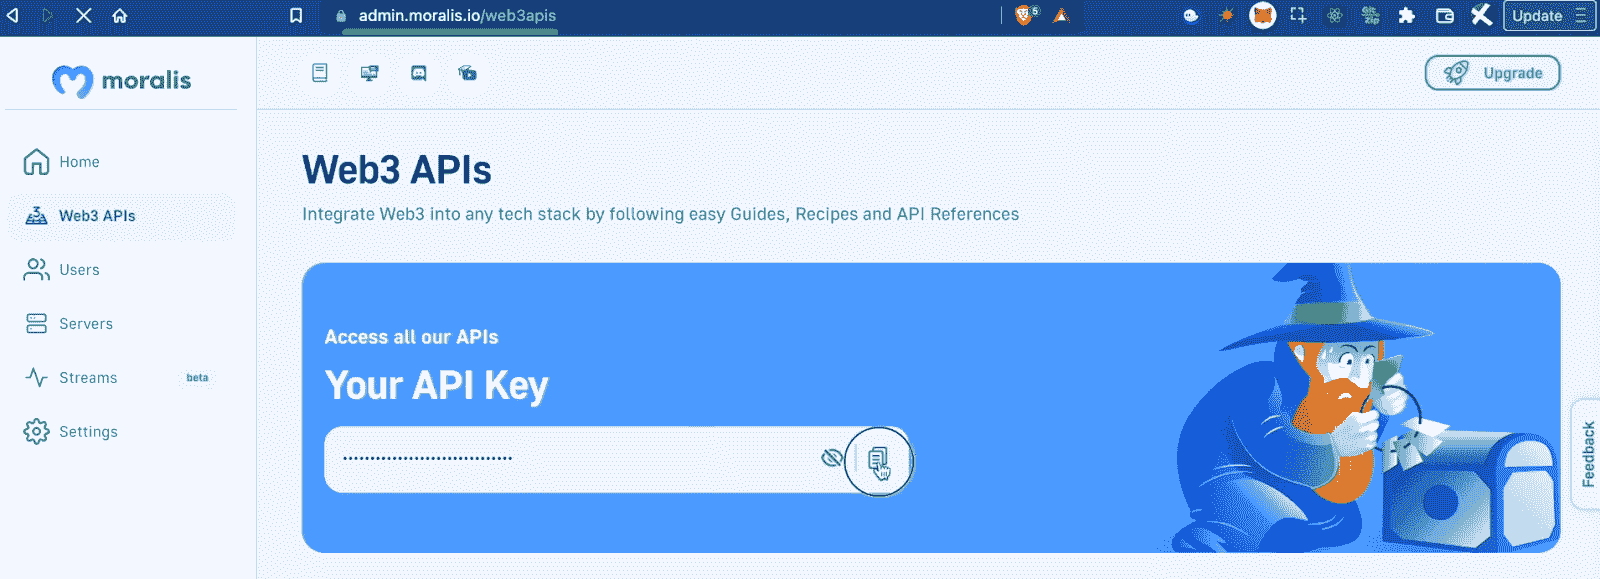 admin.moralis.io/web3apis
5
Update
moralis
Upgrade
Home
Web3 APIs
Users
Servers
Streams beta
Settings
Web3 APIs
Integrate Web3 into any tech stack by following easy Guides, Recipes and API References
Access all our APIs
Your API Key
Feedback